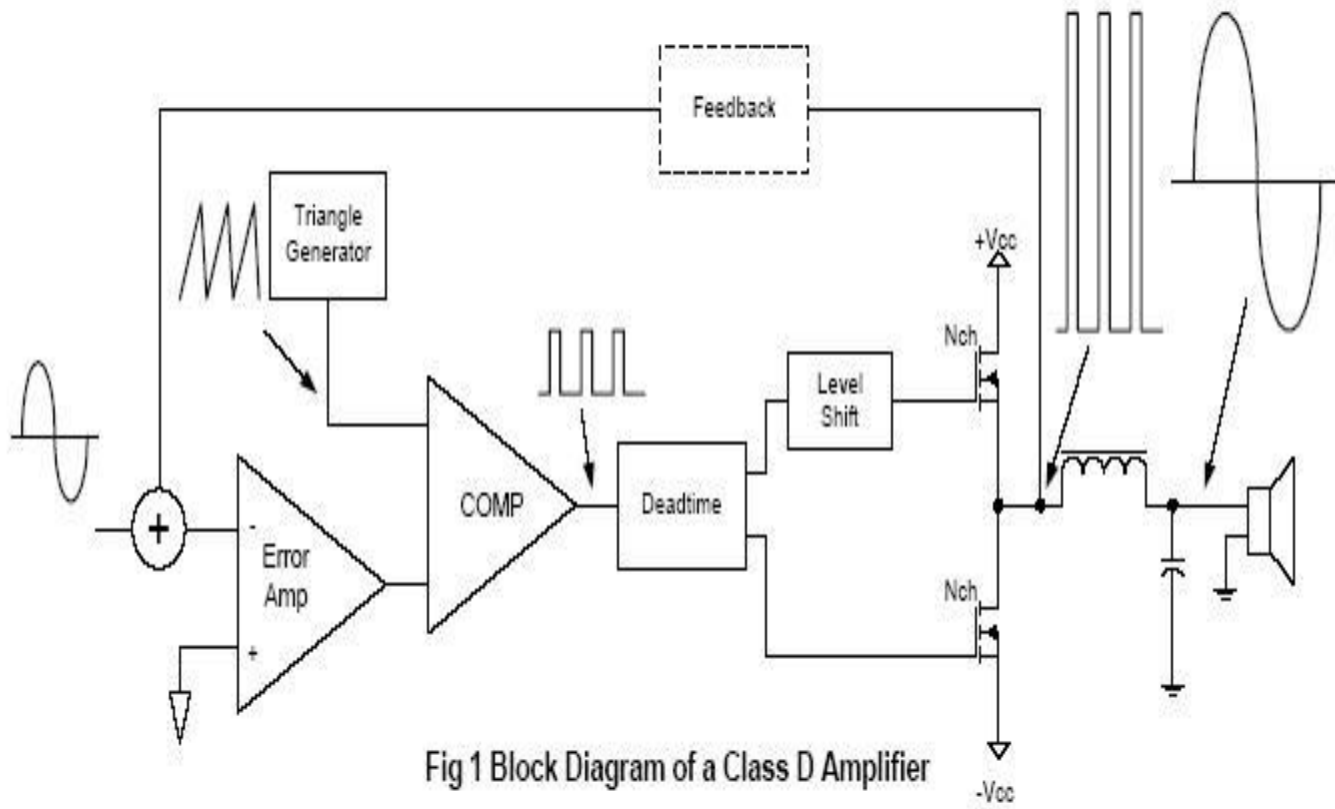 Feedback
Triangle
Generator
+Vcc
Nch
Level
Shift
COMP
Deadtime
+
-
Error
Amp
+
Nch
Fig 1 Block Diagram of a Class D Amplifier
-Vcc